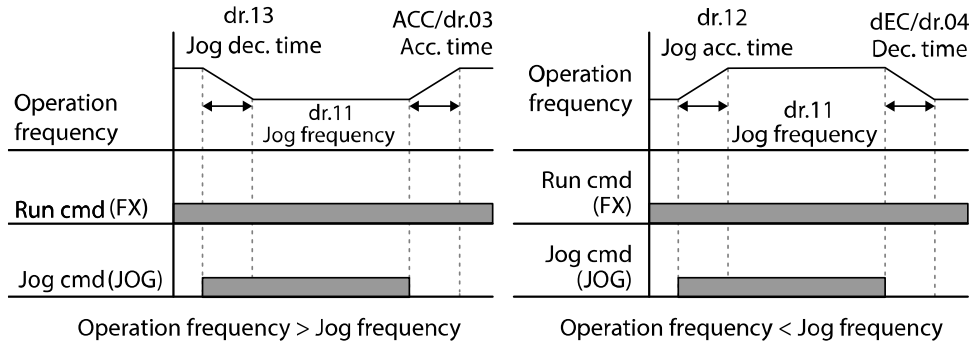 dr.13
Jog dec. time
ACC/dr.03
Acc. time
Operation
frequency
dr.11
Jog frequency
Run cmd (FX)
Jog cmd (JOG)
Operation frequency > Jog frequency
dr.12
Jog acc. time
dEC/dr.04
Dec. time
Operation
frequency
dr.11
Jog frequency
Run cmd
(FX)
Jog cmd
(JOG)
Operation frequency < Jog frequency